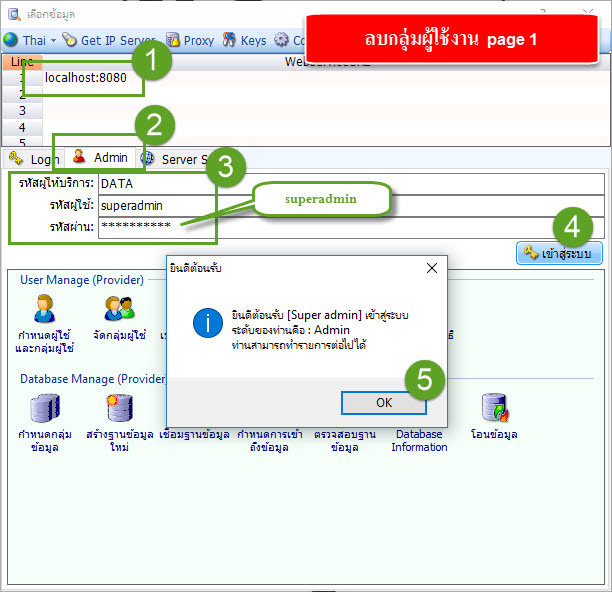 เลือกข้อมูล
ลบกลุ่มผู้ใช้งาน page 1
Thai
Get IP Server
Proxy
Keys
Line
1
localhost:8080
1
2
3
4
5
2
Login
Admin
Server
3
รหัสผู้ให้บริการ:
DATA
รหัสผู้ใช้:
superadmin
รหัสผ่าน:
**********
superadmin
4
เข้าสู่ระบบ
User Manage (Provider)
กำหนดผู้ใช้
และกลุ่มผู้ใช้
จัดกลุ่มผู้ใช้
ยินดีต้อนรับ
ยินดีต้อนรับ [Super admin] เข้าสู่ระบบ
ระดับของท่านคือ : Admin
ท่านสามารถทำรายการต่อไปได้
5
OK
Database Manage (Provider)
กำหนดกลุ่ม
ข้อมูล
สร้างฐานข้อมูล
ใหม่
เชื่อมฐานข้อมูล
กำหนดการเข้า
ถึงข้อมูล
ตรวจสอบฐาน
ข้อมูล
Database
Information
โอนข้อมูล